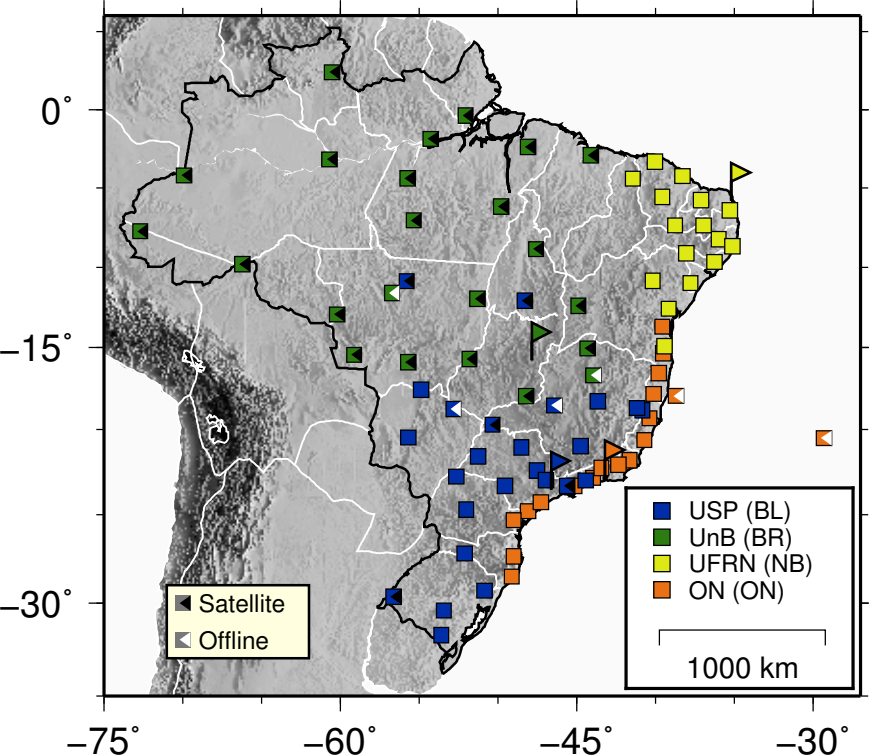 0°
−15°
−30°
USP (BL)
UnB (BR)
UFRN (NB)
ON (ON)
1000 km
Satellite
Offline
−75° −60° −45° −30°